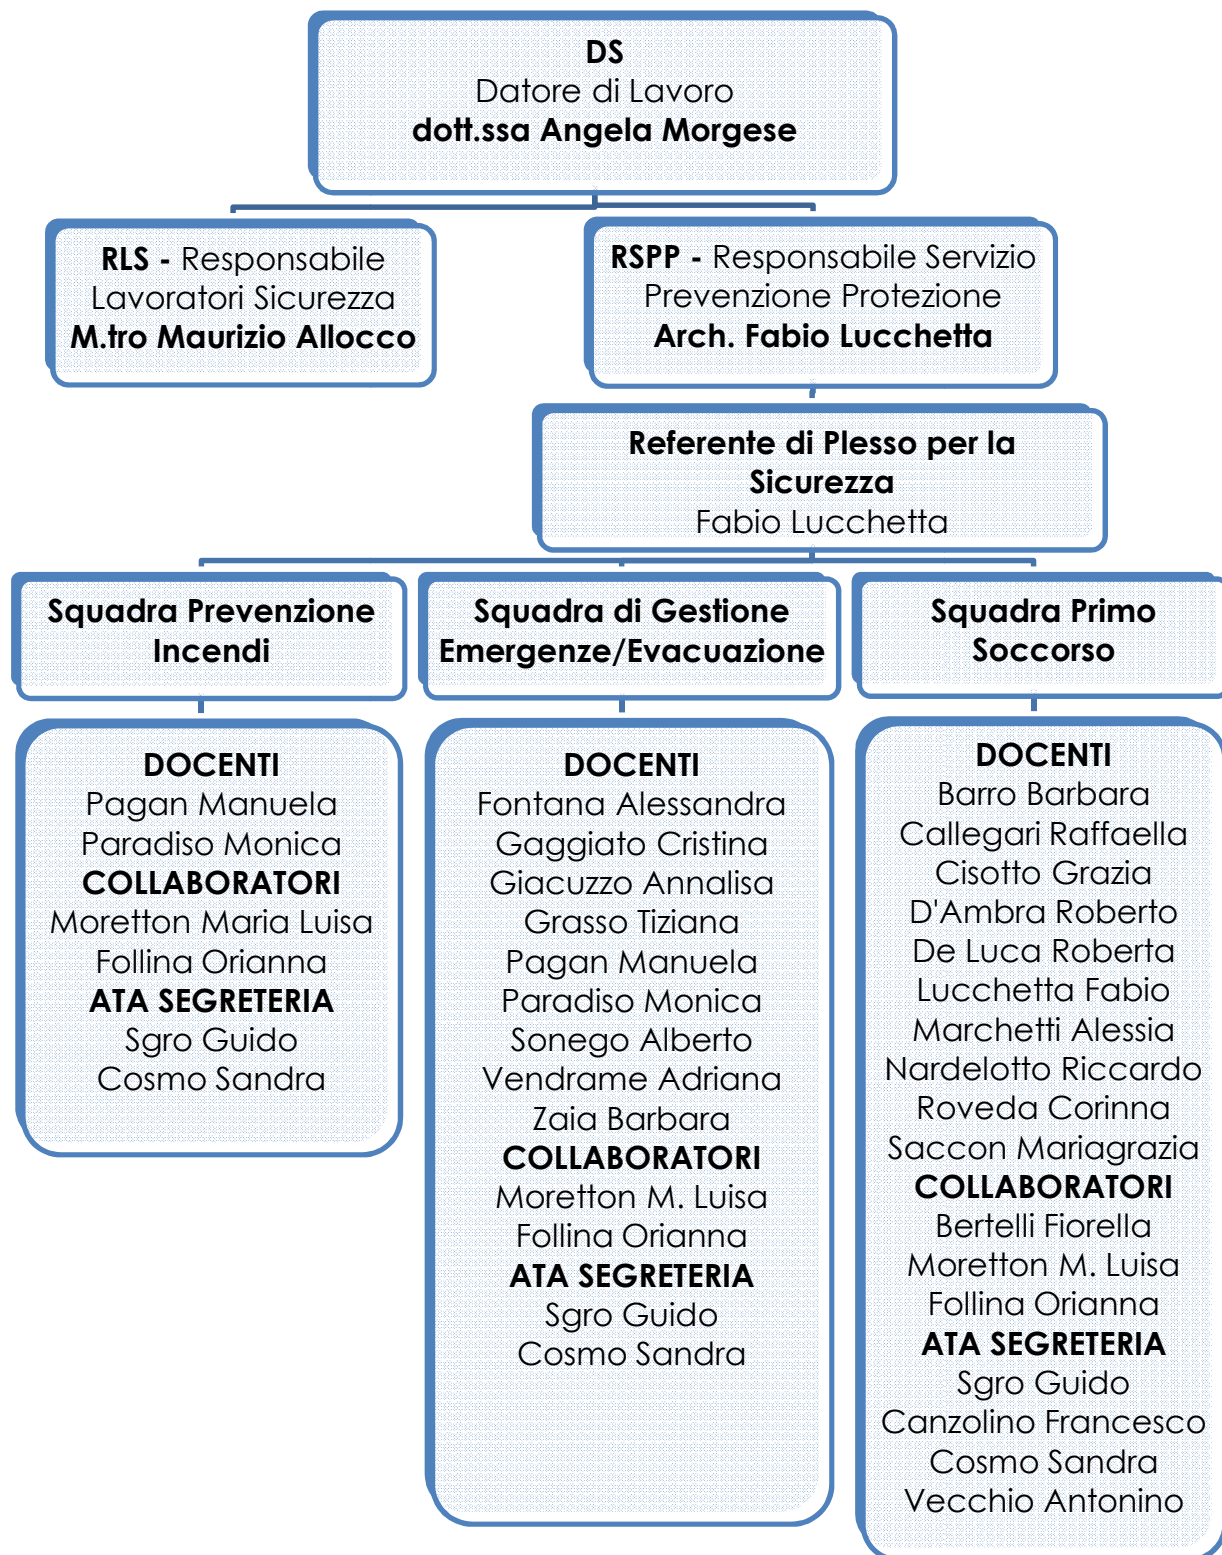 DS
Datore di Lavoro
dott.ssa Angela Morgese
RLS - Responsabile
Lavoratori Sicurezza
M.tro Maurizio Allocco
RSPP - Responsabile Servizio
Prevenzione Protezione
Arch. Fabio Lucchetta
Referente di Plesso per la
Sicurezza
Fabio Lucchetta
Squadra Prevenzione
Incendi
Squadra di Gestione
Emergenze/Evacuazione
Squadra Primo
Soccorso
DOCENTI
Pagan Manuela
Paradiso Monica
COLLABORATORI
Moretton Maria Luisa
Follina Orianna
ATA SEGRETERIA
Sgro Guido
Cosmo Sandra
DOCENTI
Fontana Alessandra
Gaggiato Cristina
Giacuzzo Annalisa
Grasso Tiziana
Pagan Manuela
Paradiso Monica
Sonego Alberto
Vendrame Adriana
Zaia Barbara
COLLABORATORI
Moretton M. Luisa
Follina Orianna
ATA SEGRETERIA
Sgro Guido
Cosmo Sandra
DOCENTI
Barro Barbara
Callegari Raffaella
Cisotto Grazia
D'Ambra Roberto
De Luca Roberta
Lucchetta Fabio
Marchetti Alessia
Nardelotto Riccardo
Roveda Corinna
Saccon Mariagrazia
COLLABORATORI
Bertelli Fiorella
Moretton M. Luisa
Follina Orianna
ATA SEGRETERIA
Sgro Guido
Canzolino Francesco
Cosmo Sandra
Vecchio Antonino